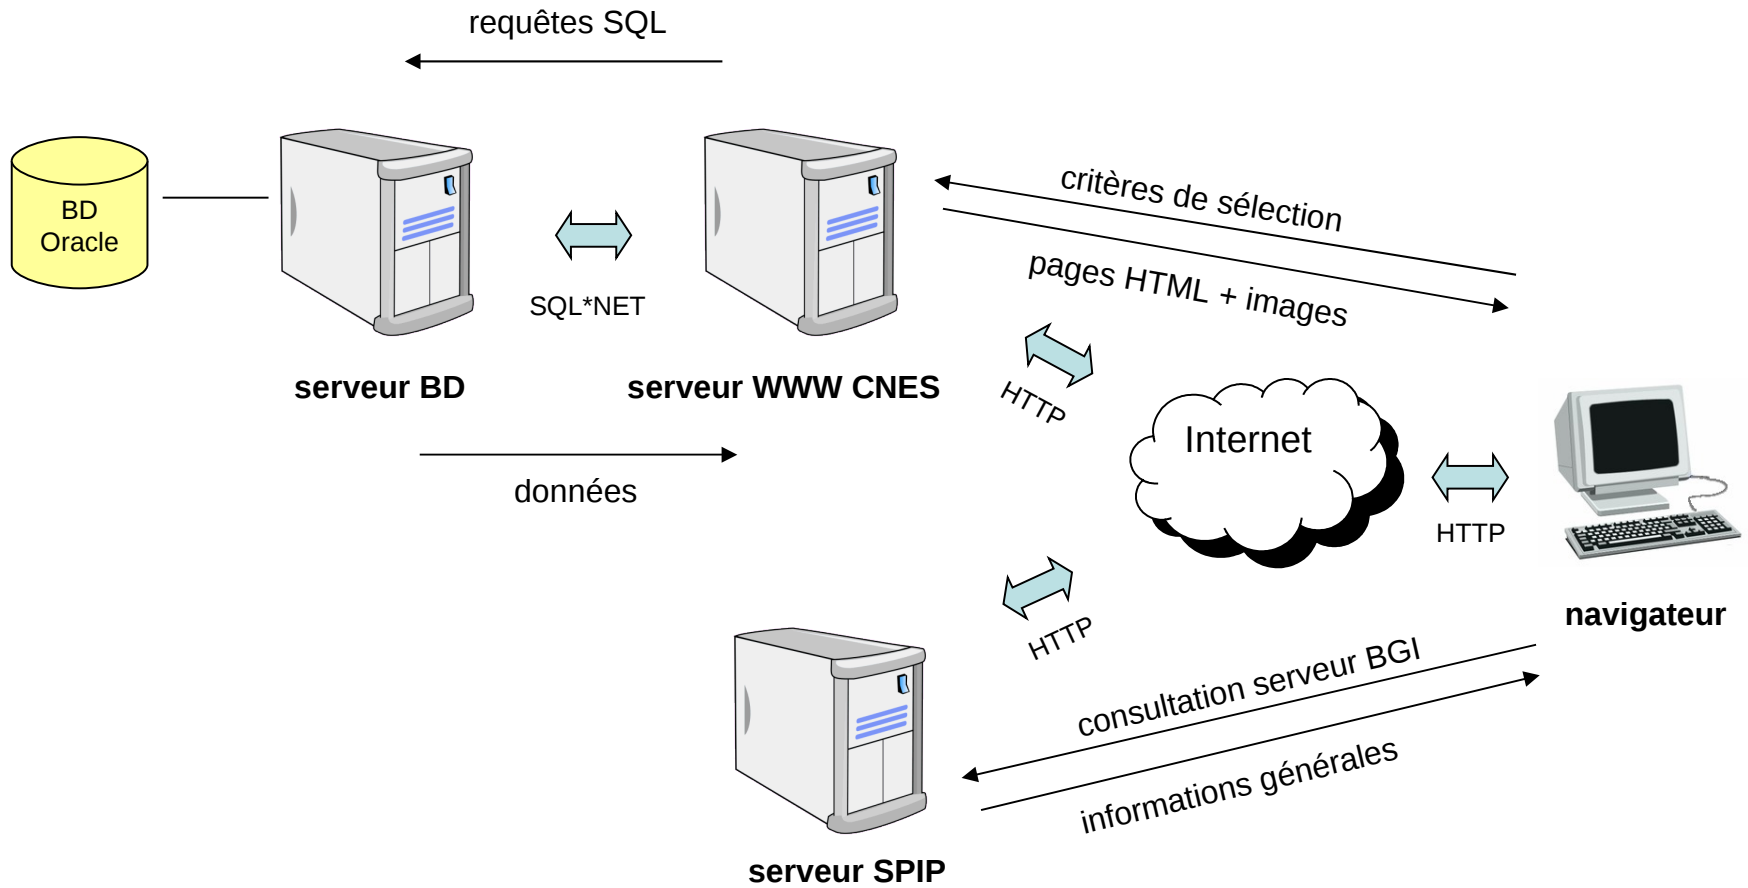 requêtes SQL
BD
Oracle
SQL*NET
serveur BD
serveur WWW CNES
données
critères de sélection
pages HTML + images
HTTP
Internet
HTTP
navigateur
HTTP
consultation serveur BGI
informations générales
serveur SPIP